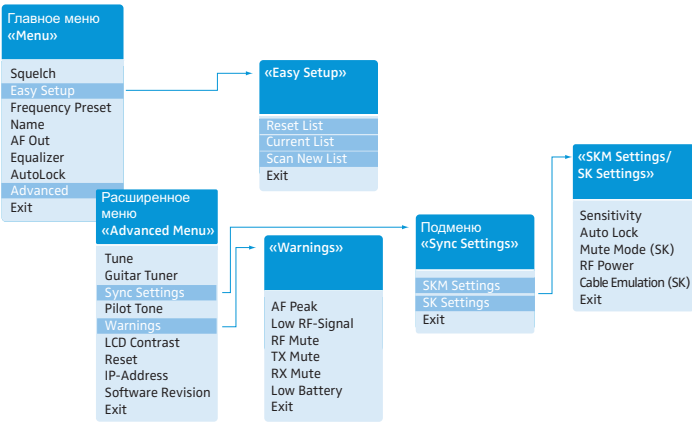 Главное меню
«Menu»
Squelch
Easy Setup
Frequency Preset
Name
AF Out
Equalizer
AutoLock
Advanced
Exit
«Easy Setup»
Reset List
Current List
Scan New List
Exit
Расширенное
меню
«Advanced Menu»
Tune
Guitar Tuner
Sync Settings
Pilot Tone
Warnings
LCD Contrast
Reset
IP-Address
Software Revision
Exit
«Warnings»
AF Peak
Low RF-Signal
RF Mute
TX Mute
RX Mute
Low Battery
Exit
Подменю
«Sync Settings»
SKM Settings
SK Settings
Exit
«SKM Settings/
SK Settings»
Sensitivity
Auto Lock
Mute Mode (SK)
RF Power
Cable Emulation (SK)
Exit